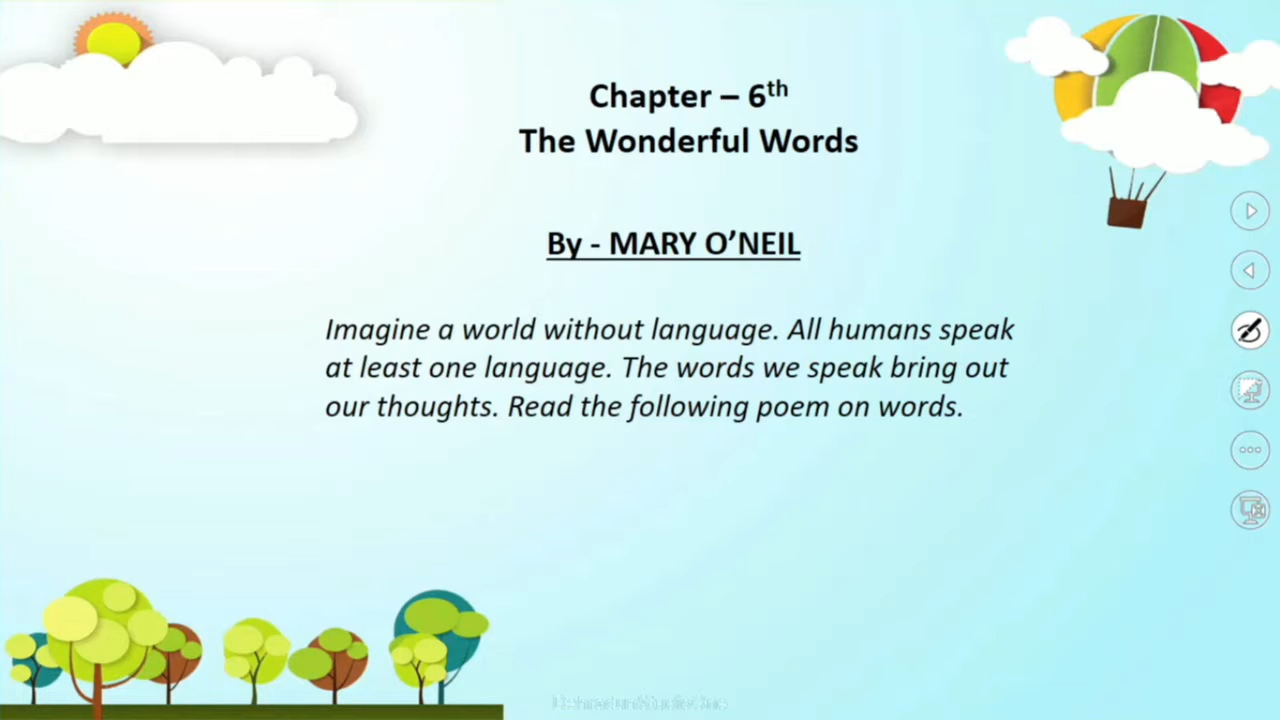 Chapter – 6th
The Wonderful Words
By - MARY O’NEIL
Imagine a world without language. All humans speak
at least one language. The words we speak bring out
our thoughts. Read the following poem on words.